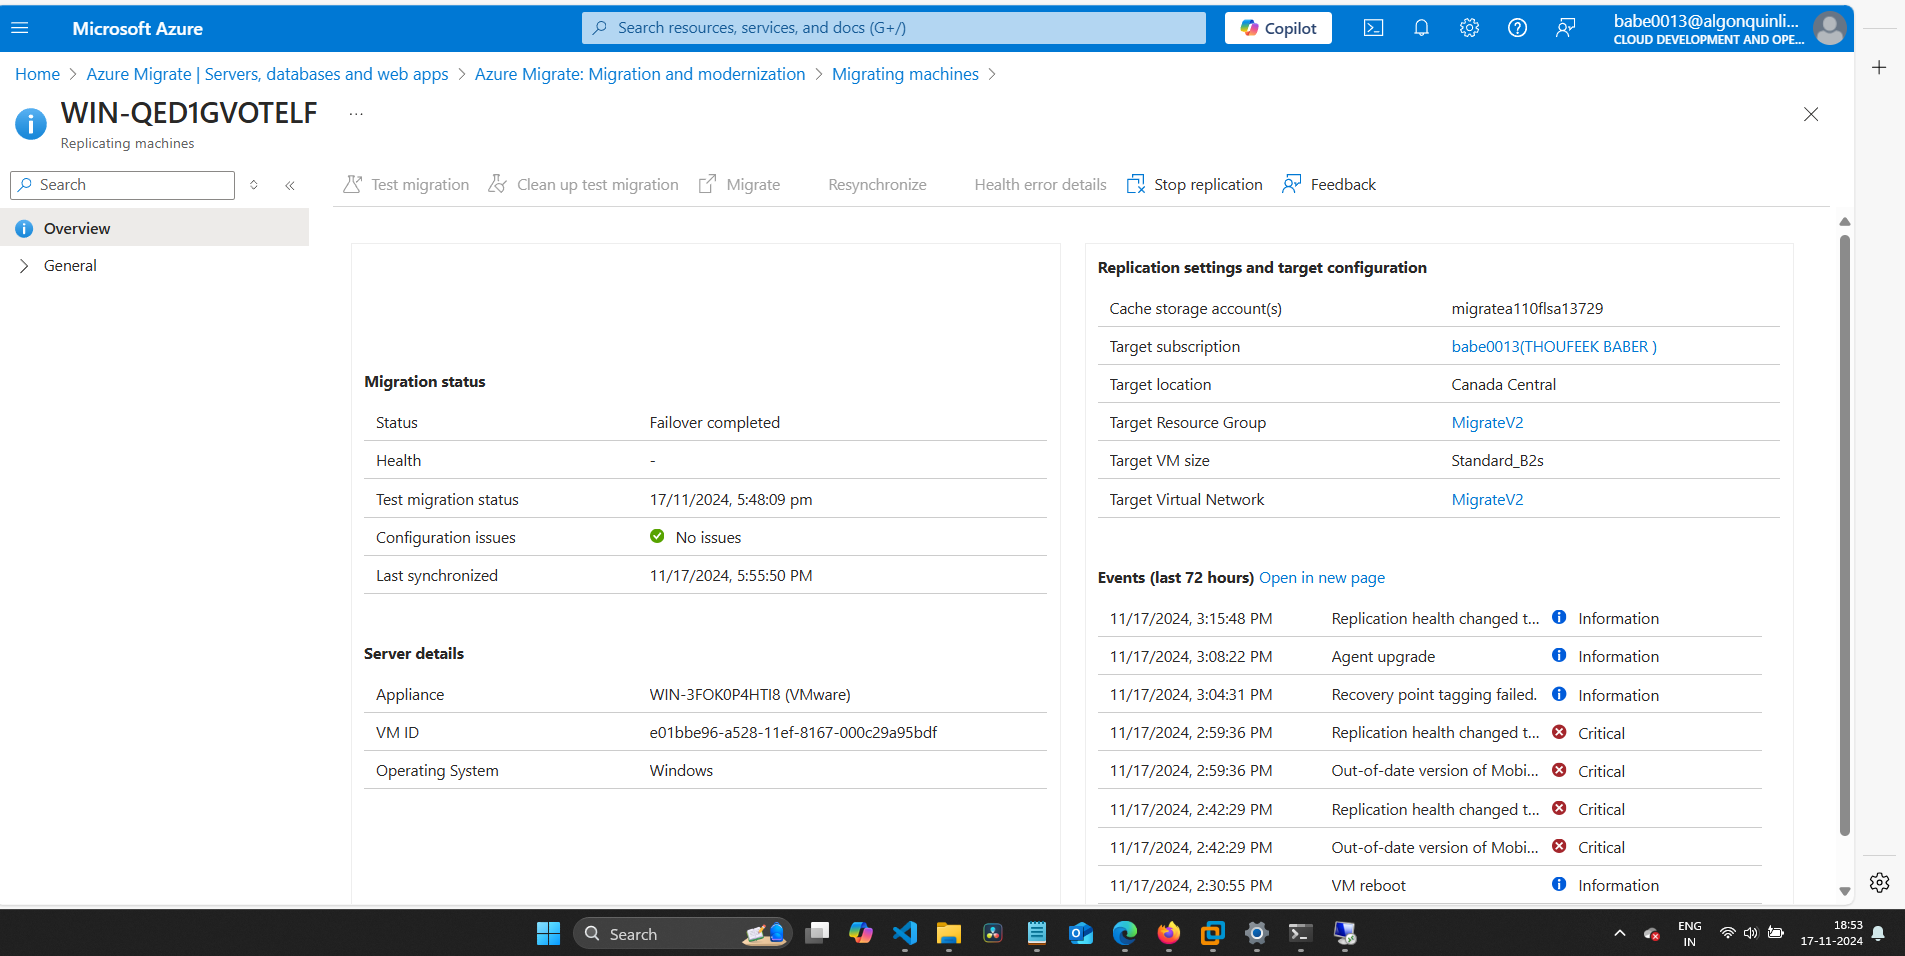 Microsoft Azure
Search resources, services, and docs (G+/)
Copilot
babe0013@algonquinli...
CLOUD DEVELOPMENT AND OPE...
Home > Azure Migrate | Servers, databases and web apps > Azure Migrate: Migration and modernization > Migrating machines >
WIN-QED1GVOTELF ...
Replicating machines
Search
Test migration
Clean up test migration
Migrate
Resynchronize
Health error details
Stop replication
Feedback
Overview
General
Migration status
Status Failover completed
Health -
Test migration status 17/11/2024, 5:48:09 pm
Configuration issues No issues
Last synchronized 11/17/2024, 5:55:50 PM
Server details
Appliance WIN-3FOK0P4HTI8 (VMware)
VM ID e01bbe96-a528-11ef-8167-000c29a95bdf
Operating System Windows
Replication settings and target configuration
Cache storage account(s) migratea110flsa13729
Target subscription babe0013(THOUFEEK BABER )
Target location Canada Central
Target Resource Group MigrateV2
Target VM size Standard_B2s
Target Virtual Network MigrateV2
Events (last 72 hours) Open in new page
11/17/2024, 3:15:48 PM Replication health changed t... Information
11/17/2024, 3:08:22 PM Agent upgrade Information
11/17/2024, 3:04:31 PM Recovery point tagging failed. Information
11/17/2024, 2:59:36 PM Replication health changed t... Critical
11/17/2024, 2:59:36 PM Out-of-date version of Mobi... Critical
11/17/2024, 2:42:29 PM Replication health changed t... Critical
11/17/2024, 2:42:29 PM Out-of-date version of Mobi... Critical
11/17/2024, 2:30:55 PM VM reboot Information
Search
ENG
IN
18:53
17-11-2024